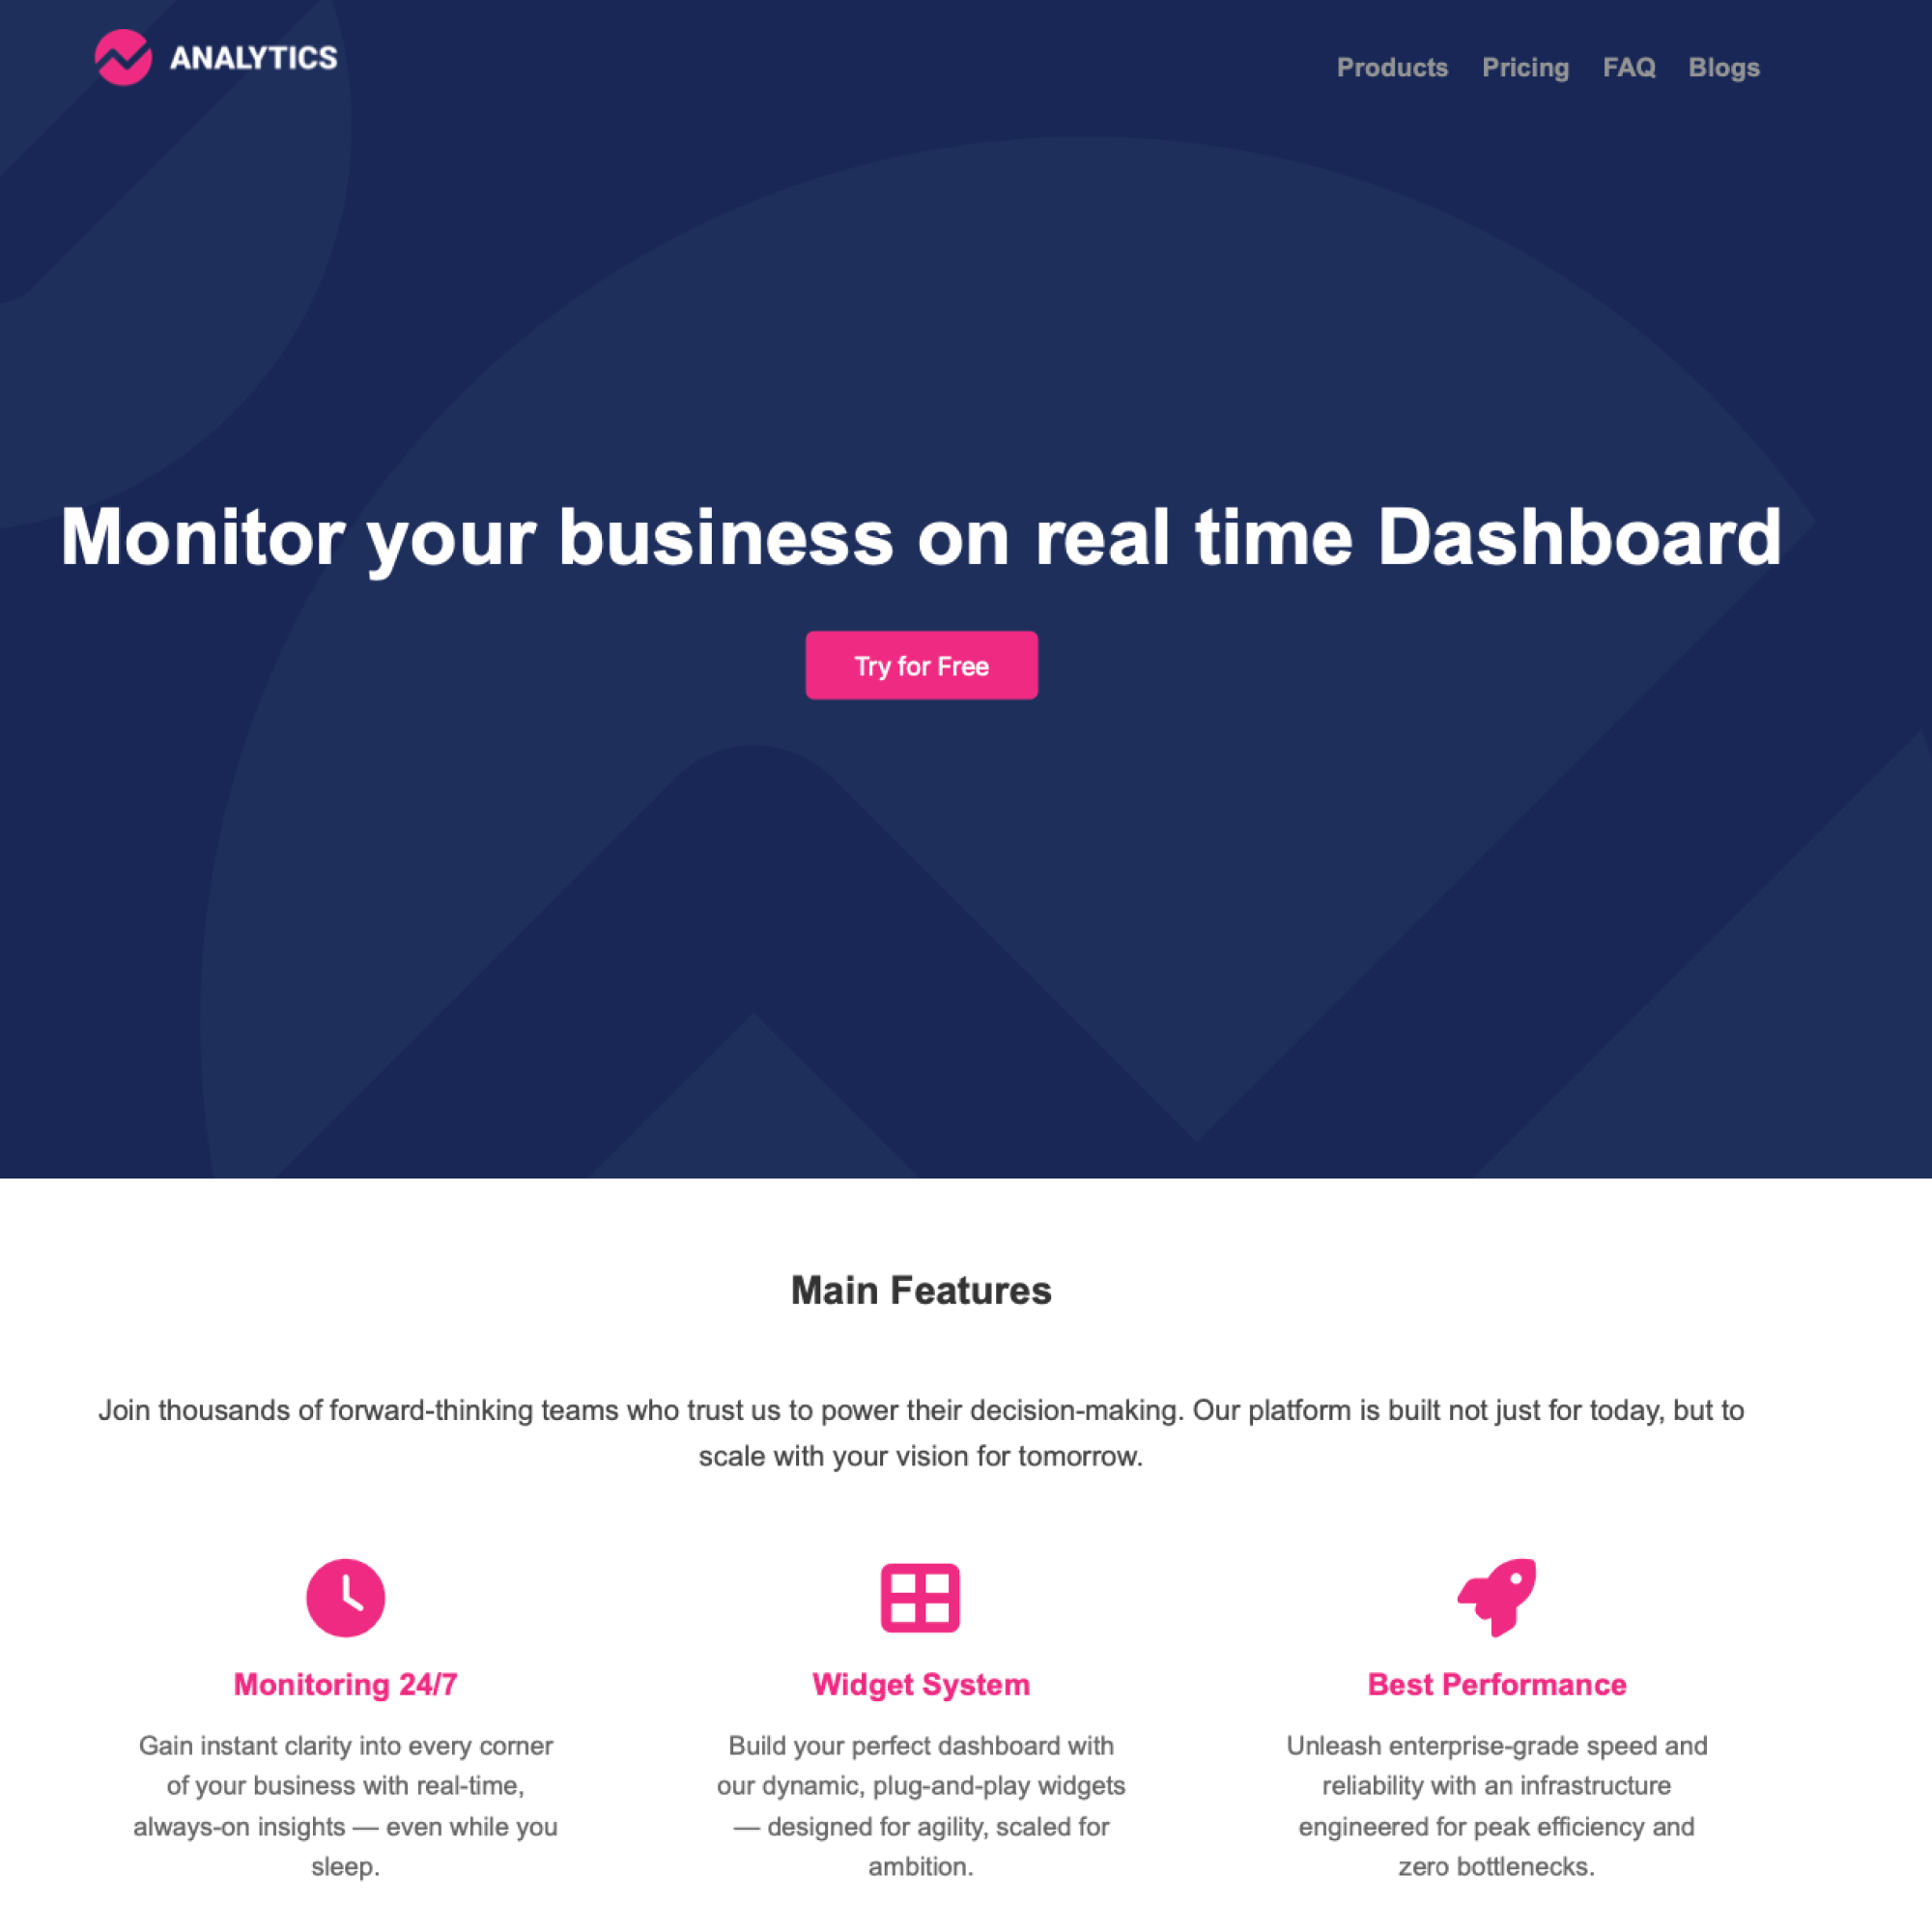 ANALYTICS
Products Pricing FAQ Blogs
Monitor your business on real time Dashboard
Try for Free
Main Features
Join thousands of forward-thinking teams who trust us to power their decision-making. Our platform is built not just for today, but to
scale with your vision for tomorrow.
Monitoring 24/7
Gain instant clarity into every corner
of your business with real-time,
always-on insights — even while you
sleep.
Widget System
Build your perfect dashboard with
our dynamic, plug-and-play widgets
— designed for agility, scaled for
ambition.
Best Performance
Unleash enterprise-grade speed and
reliability with an infrastructure
engineered for peak efficiency and
zero bottlenecks.